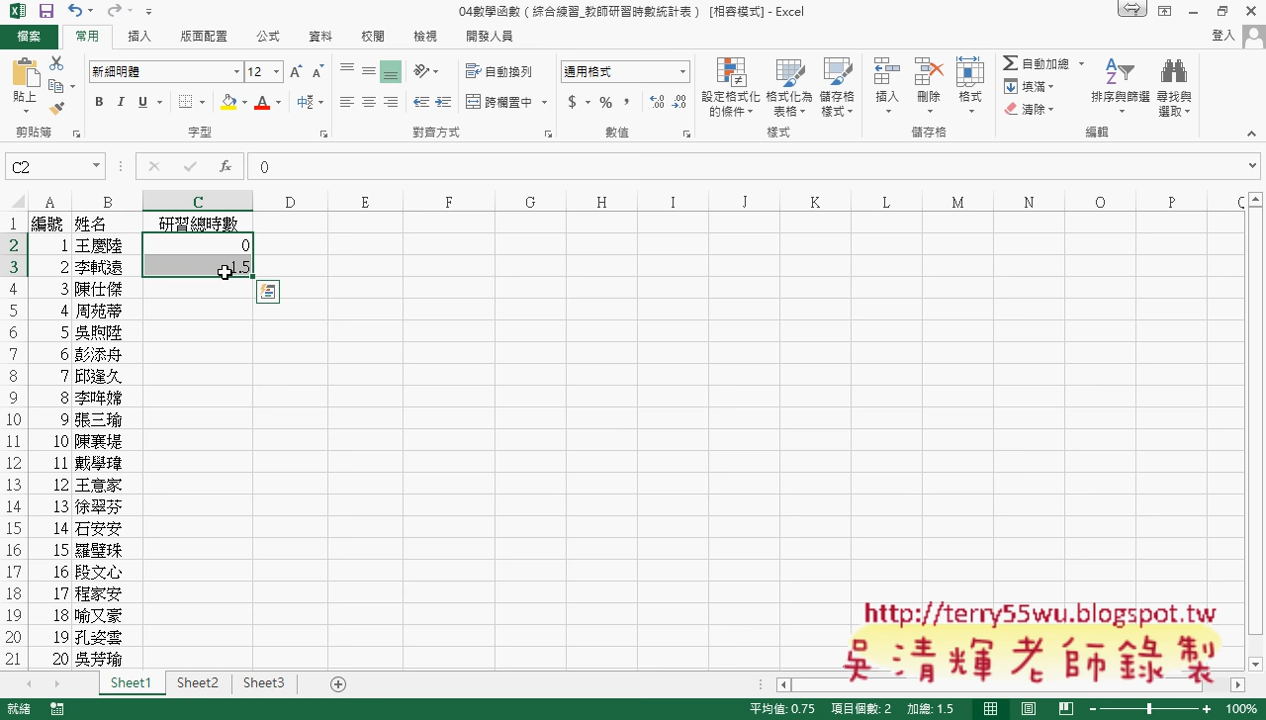 04數學函數（綜合練習_教師研習時數統計表） [相容模式] - Excel
檔案 常用 插入 版面配置 公式 資料 校閱 檢視 開發人員 登入
新細明體 12 自動換列 通用格式 自動加總
填滿
貼上 B I U 跨欄置中 $ % , 設定格式化的條件 格式化為表格 儲存格樣式 插入 刪除 格式 清除 排序與篩選 尋找與選取
剪貼簿 字型 對齊方式 數值 樣式 儲存格 編輯
C2 fx 0
A B C D E F G H I J K L M N O P Q
1 編號 姓名 研習總時數
2 1 王慶陸 0
3 2 李軾遠 1.5
4 3 陳仕傑
5 4 周苑蒂
6 5 吳煦陞
7 6 彭添舟
8 7 邱逢久
9 8 李哖嫦
10 9 張三瑜
11 10 陳襄堤
12 11 戴學瑋
13 12 王意家
14 13 徐翠芬
15 14 石安安
16 15 羅璧珠
17 16 段文心
18 17 程家安
19 18 喻又豪
20 19 孔姿雲
21 20 吳芳瑜
http://terry55wu.blogspot.tw
吳清輝老師錄製
Sheet1 Sheet2 Sheet3
就緒 平均值: 0.75 項目個數: 2 加總: 1.5 100%